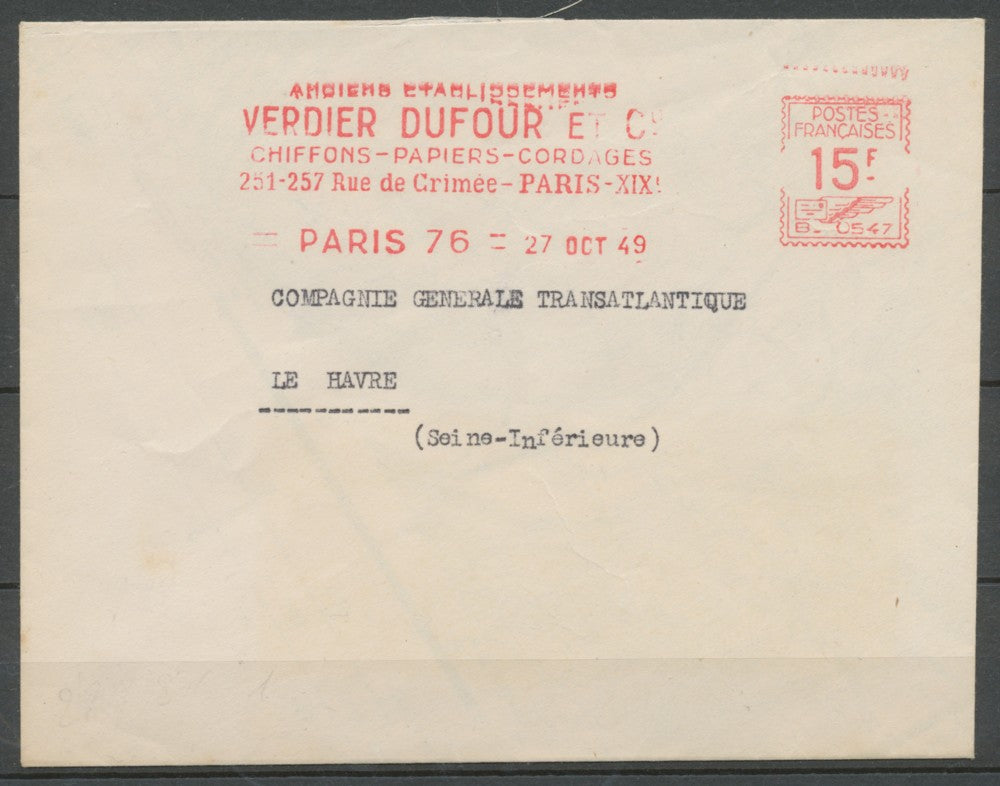 ANCIENS ETABLISSEMENTS
VERDIER DUFOUR ET Cº
CHIFFONS-PAPIERS-CORDAGES
251-257 Rue de Crimée-PARIS-XIXᵉ
= PARIS 76 = 27 OCT 49
POSTES
FRANÇAISES
15F
B. 0547
COMPAGNIE GENERALE TRANSATLANTIQUE
LE HAVRE
----------
(Seine-Inférieure)